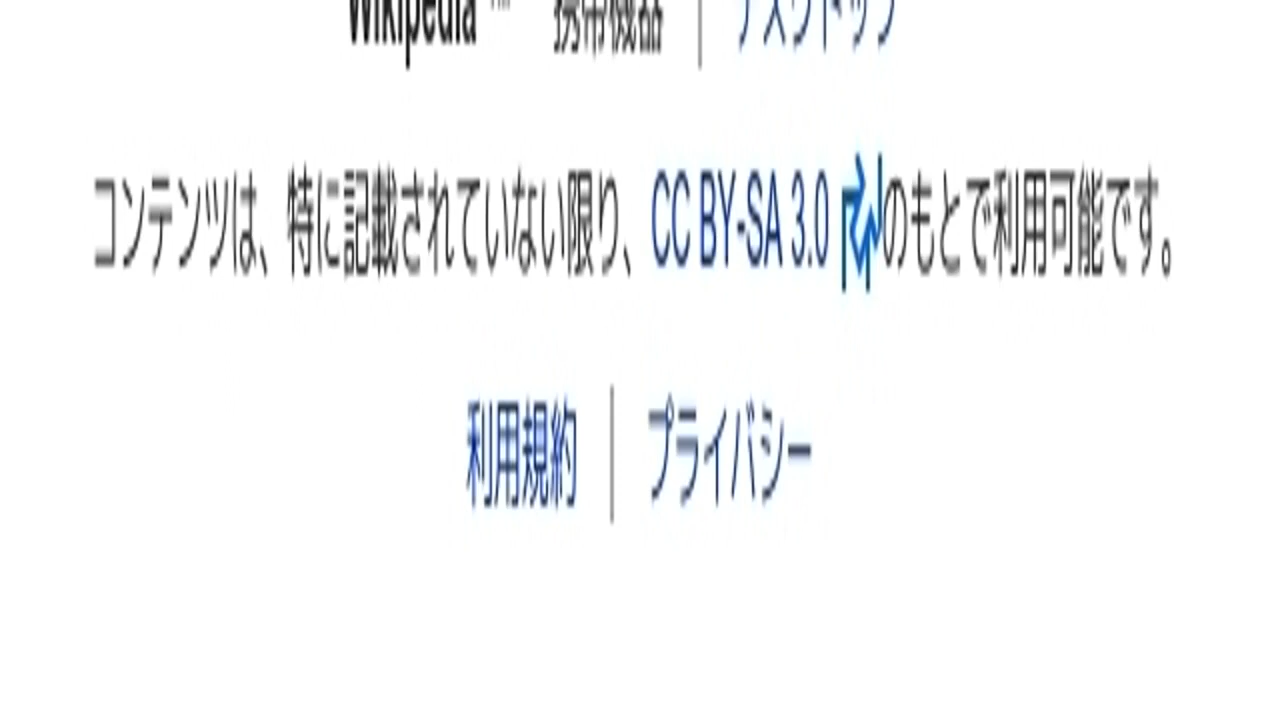 Wikipedia ™ 携帯機器 | デスクトップ
コンテンツは、特に記載されていない限り、CC BY-SA 3.0 のもとで利用可能です。
利用規約 | プライバシー